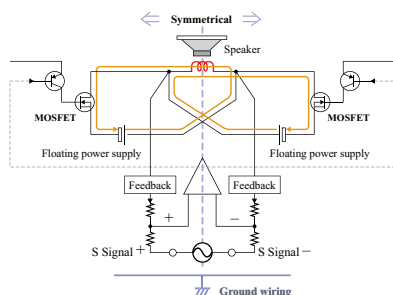 Symmetrical
Speaker
MOSFET
MOSFET
Floating power supply
Floating power supply
Feedback
Feedback
+
−
S Signal +
S Signal −
Ground wiring